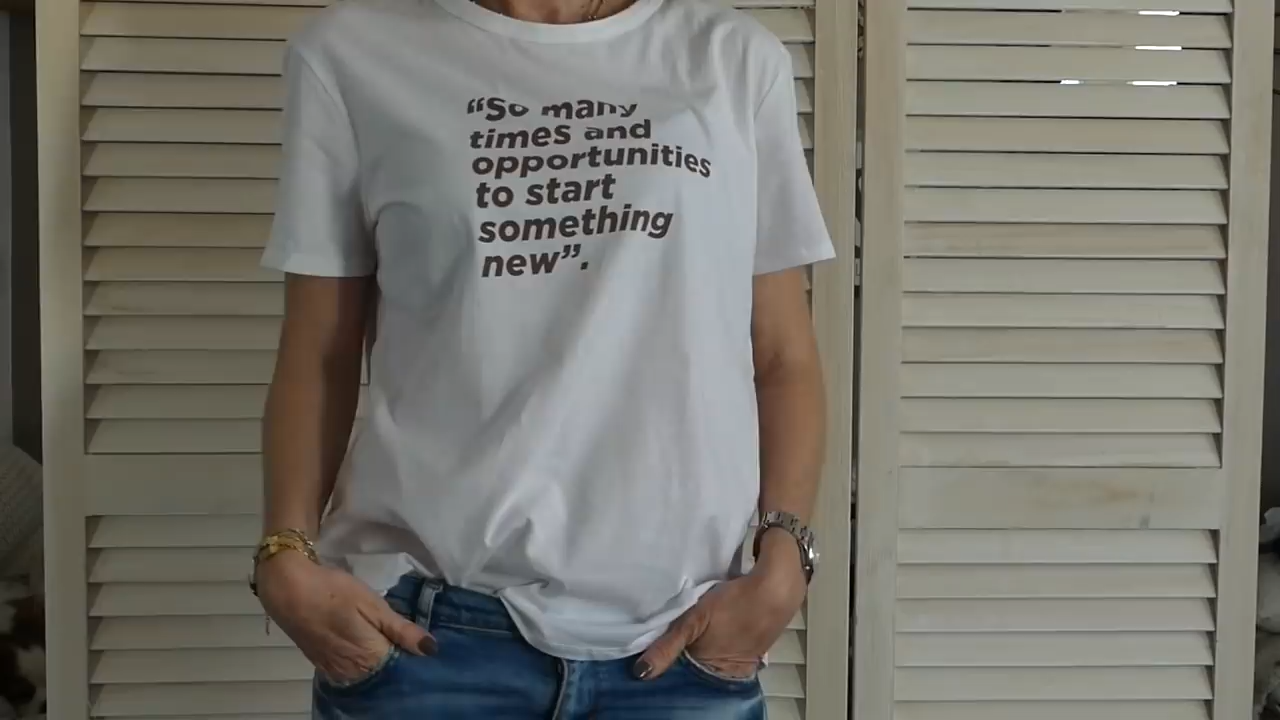 “So many
times and
opportunities
to start
something
new”.